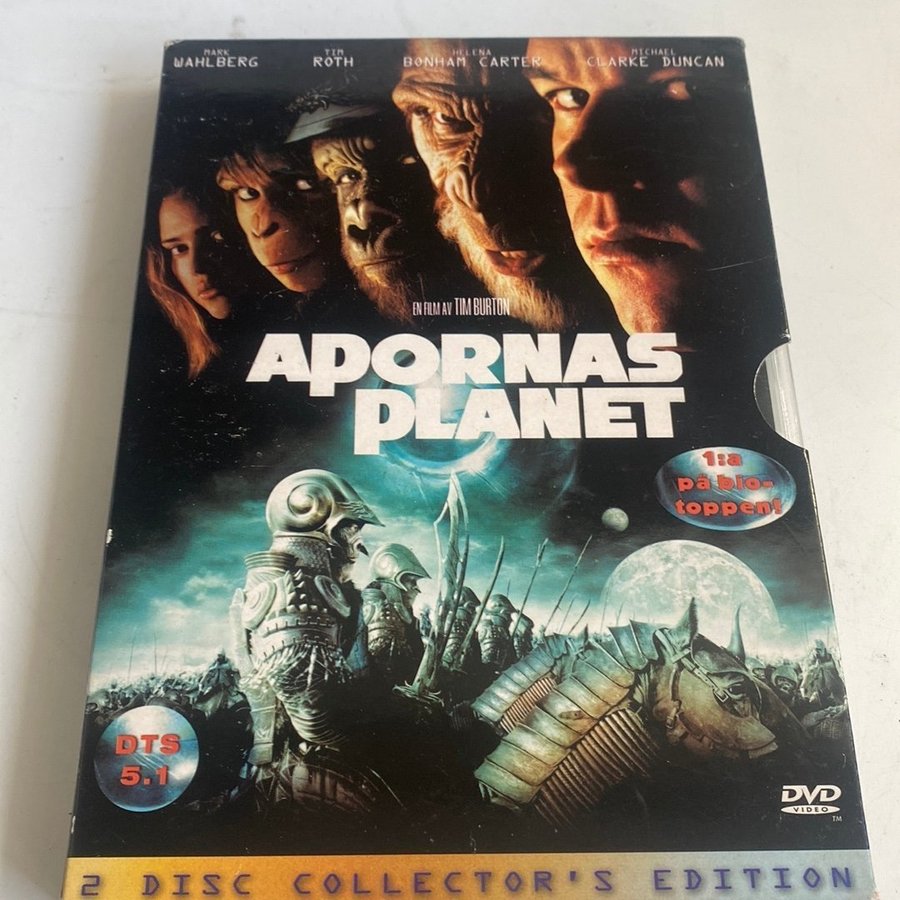 MARK
WAHLBERG
TIM
ROTH
HELENA
BONHAM CARTER
MICHAEL
CLARKE DUNCAN
EN FILM AV TIM BURTON
APORNAS
PLANET
1:a
på bio-
toppen!
DTS
5.1
DVD
VIDEO
TM
2 DISC COLLECTOR'S EDITION